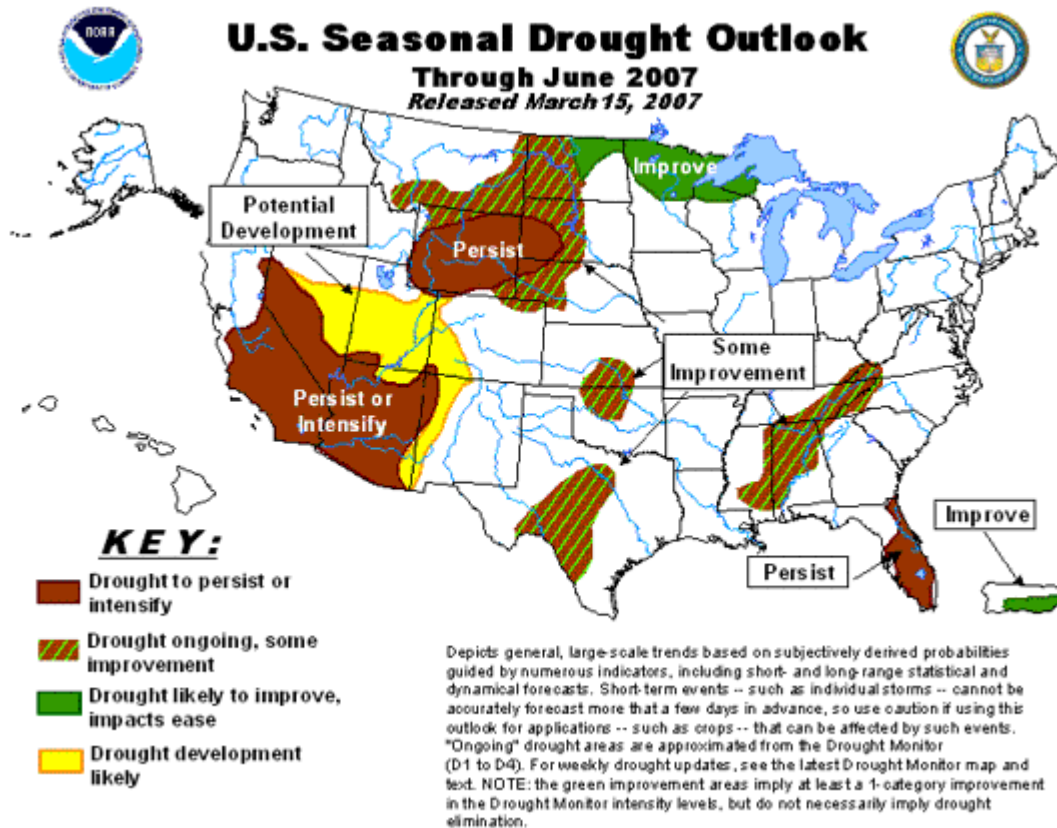 NOAA
U.S. Seasonal Drought Outlook
Through June 2007
Released March 15, 2007
Improve
Potential
Development
Persist
Some
Improvement
Persist or
Intensify
Improve
Persist
KEY:
Drought to persist or
intensify
Drought ongoing, some
improvement
Drought likely to improve,
impacts ease
Drought development
likely
Depicts general, large-scale trends based on subjectively derived probabilities
guided by numerous indicators, including short- and long-range statistical and
dynamical forecasts. Short-term events -- such as individual storms -- cannot be
accurately forecast more that a few days in advance, so use caution if using this
outlook for applications -- such as crops -- that can be affected by such events.
"Ongoing" drought areas are approximated from the Drought Monitor
(D1 to D4). For weekly drought updates, see the latest Drought Monitor map and
text. NOTE: the green improvement areas imply at least a 1-category improvement
in the Drought Monitor intensity levels, but do not necessarily imply drought
elimination.